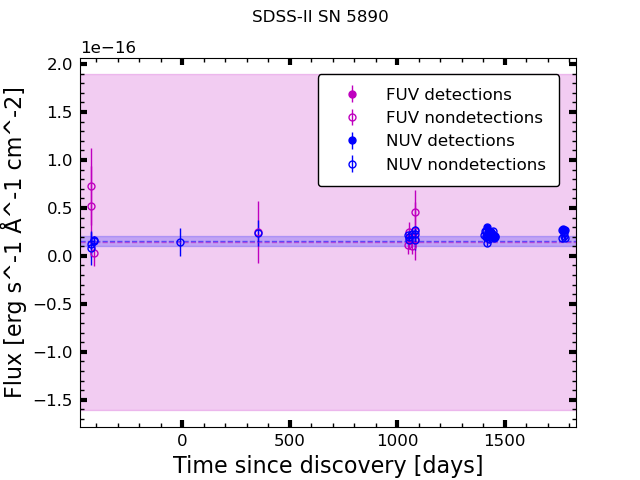 SDSS-II SN 5890
1e−16
2.0
1.5
1.0
0.5
0.0
−0.5
−1.0
−1.5
Flux [erg s^-1 Å^-1 cm^-2]
FUV detections
FUV nondetections
NUV detections
NUV nondetections
0 500 1000 1500
Time since discovery [days]